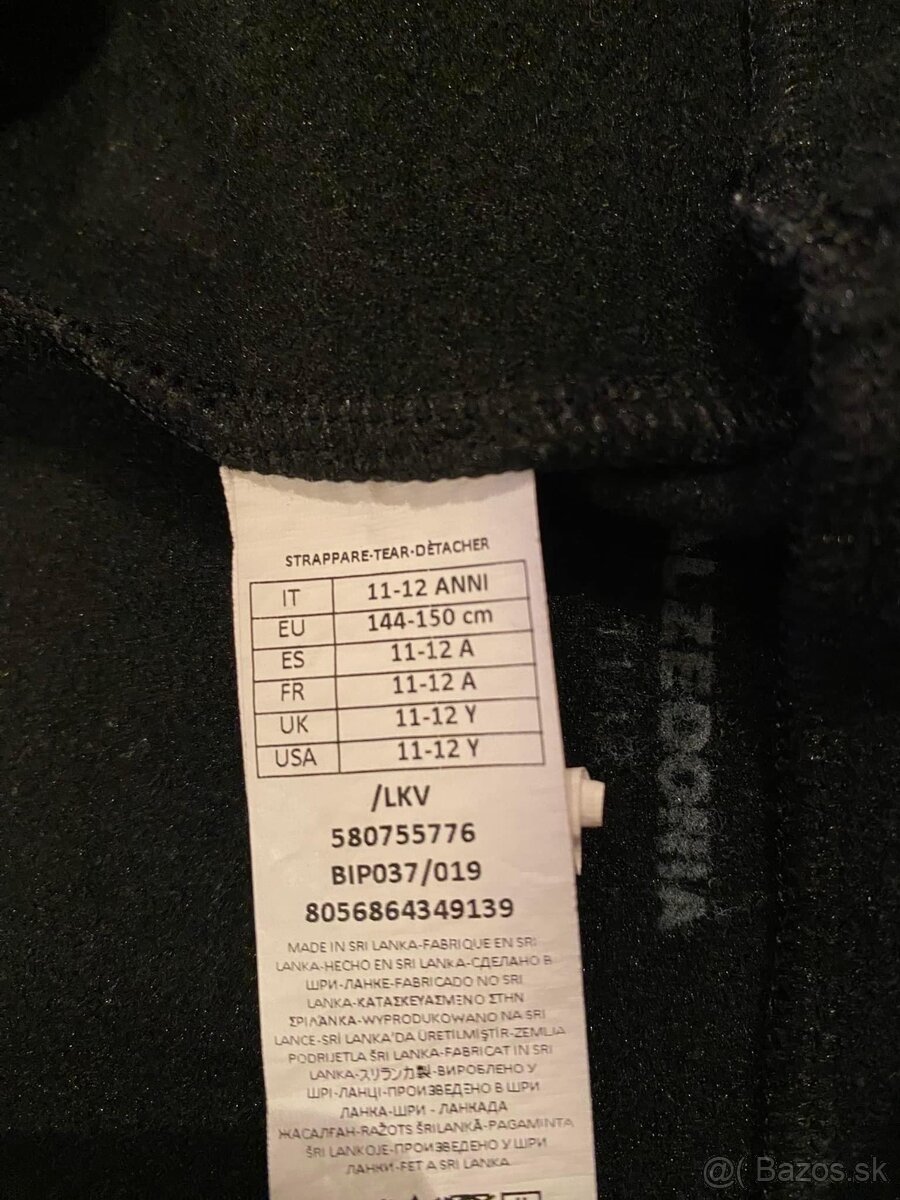 STRAPPARE-TEAR-DÈTACHER
IT 11-12 ANNI
EU 144-150 cm
ES 11-12 A
FR 11-12 A
UK 11-12 Y
USA 11-12 Y
/LKV
580755776
BIP037/019
8056864349139
MADE IN SRI LANKA-FABRIQUE EN SRI
LANKA-HECHO EN SRI LANKA-СДЕЛАНО В
ШРИ-ЛАНКЕ-FABRICADO NO SRI
LANKA-ΚΑΤΑΣΚΕΥΑΣΜΕΝΟ ΣΤΗΝ
ΣΡΙΛΑΝΚΑ-WYPRODUKOWANO NA SRI
LANCE-SRİ LANKA'DA ÜRETİLMİŞTİR-ZEMLJA
PODRIJETLA ŠRI LANKA-FABRICAT IN SRI
LANKA-スリランカ製-ВИРОБЛЕНО У
ШРІ-ЛАНЦІ-ПРОИЗВЕДЕНО В ШРИ
ЛАНКА-ШРИ - ЛАНКАДА
ЖАСАЛҒАН-RAŽOTS ŠRILANKĀ-PAGAMINTA
ŠRI LANKOJE-ПРОИЗВЕДЕНО У ШРИ
ЛАНКИ-FET A SRI LANKA
@( Bazos.sk